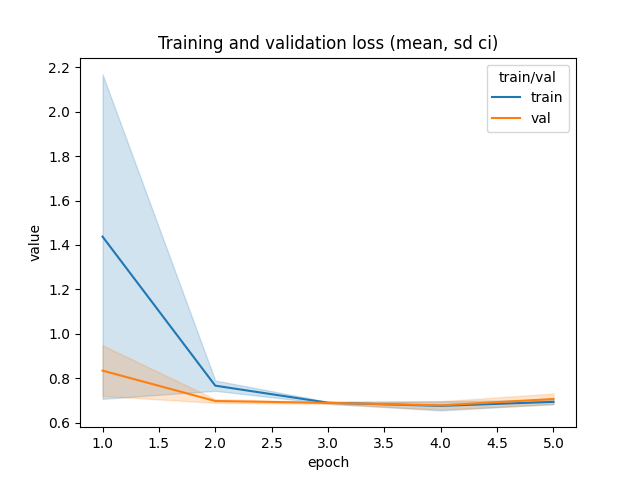 Training and validation loss (mean, sd ci)
train/val
train
val
value
2.2
2.0
1.8
1.6
1.4
1.2
1.0
0.8
0.6
1.0 1.5 2.0 2.5 3.0 3.5 4.0 4.5 5.0
epoch